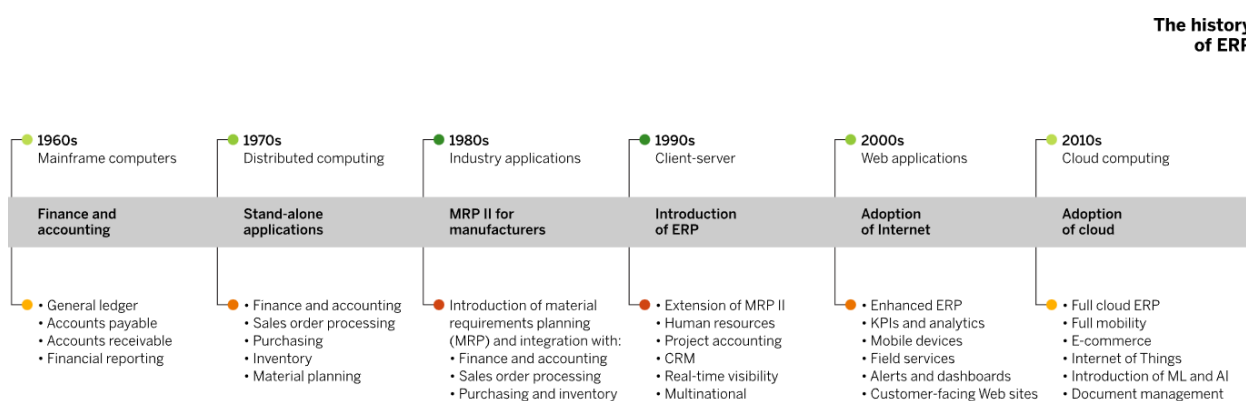 The history
of ERP
1960s
Mainframe computers
1970s
Distributed computing
1980s
Industry applications
1990s
Client-server
2000s
Web applications
2010s
Cloud computing
Finance and
accounting
Stand-alone
applications
MRP II for
manufacturers
Introduction
of ERP
Adoption
of Internet
Adoption
of cloud
• General ledger
• Accounts payable
• Accounts receivable
• Financial reporting
• Finance and accounting
• Sales order processing
• Purchasing
• Inventory
• Material planning
Introduction of material
requirements planning
(MRP) and integration with:
• Finance and accounting
• Sales order processing
• Purchasing and inventory
• Extension of MRP II
• Human resources
• Project accounting
• CRM
• Real-time visibility
• Multinational
• Enhanced ERP
• KPIs and analytics
• Mobile devices
• Field services
• Alerts and dashboards
• Customer-facing Web sites
• Full cloud ERP
• Full mobility
• E-commerce
• Internet of Things
• Introduction of ML and AI
• Document management